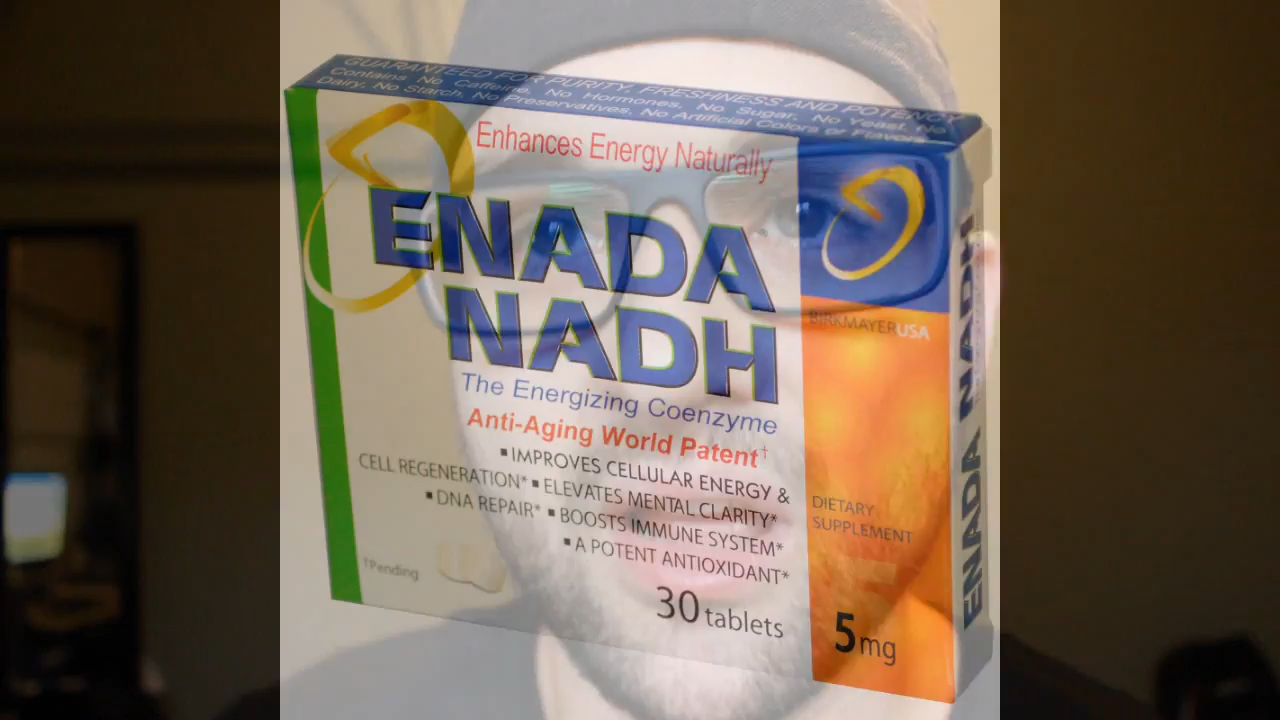 GUARANTEED FOR PURITY, FRESHNESS AND POTENCY
Contains No Caffeine, No Hormones, No Sugar, No Yeast, No
Dairy, No Starch, No Preservatives, No Artificial Colors or Flavors
Enhances Energy Naturally
ENADA
NADH
The Energizing Coenzyme
Anti-Aging World Patent†
▪ IMPROVES CELLULAR ENERGY &
CELL REGENERATION* ▪ ELEVATES MENTAL CLARITY*
▪ DNA REPAIR* ▪ BOOSTS IMMUNE SYSTEM*
▪ A POTENT ANTIOXIDANT*
†Pending
30 tablets
BIRKMAYERUSA
DIETARY
SUPPLEMENT
5mg
ENADA NADH